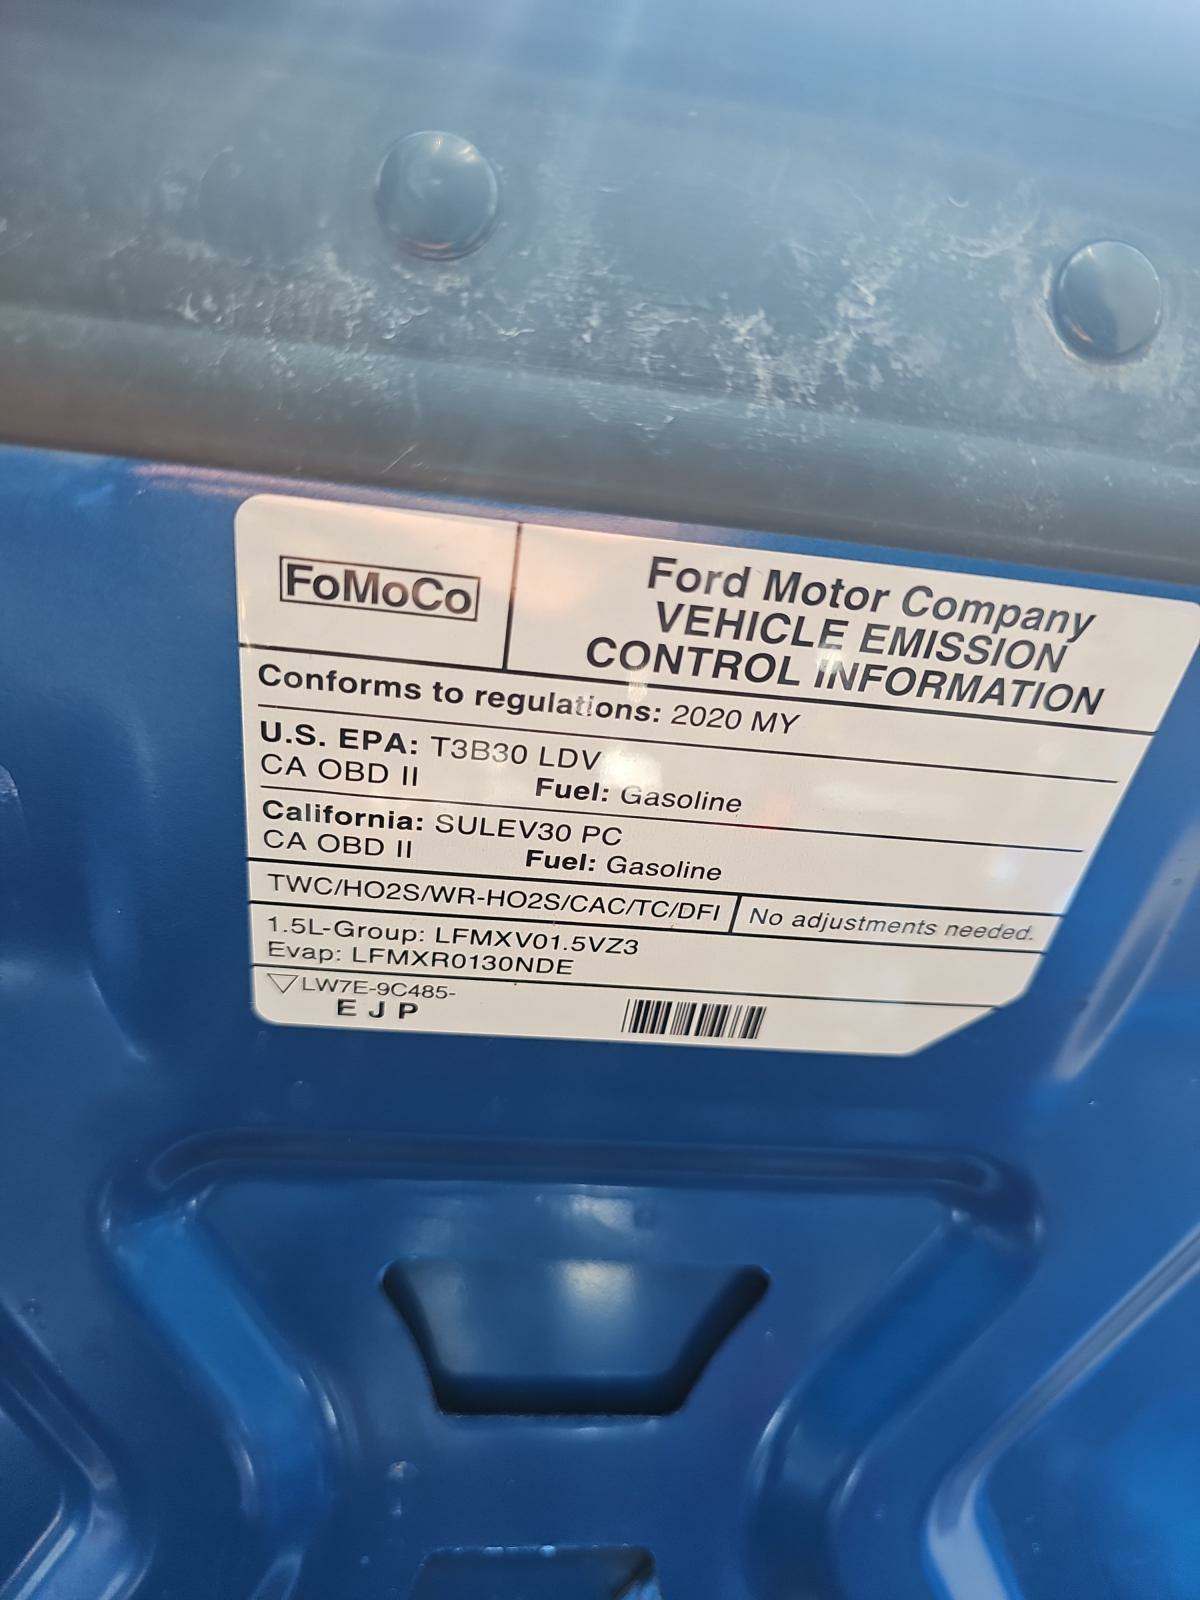 FoMoCo
Ford Motor Company
VEHICLE EMISSION
CONTROL INFORMATION
Conforms to regulations: 2020 MY
U.S. EPA: T3B30 LDV
CA OBD II Fuel: Gasoline
California: SULEV30 PC
CA OBD II Fuel: Gasoline
TWC/HO2S/WR-HO2S/CAC/TC/DFI No adjustments needed.
1.5L-Group: LFMXV01.5VZ3
Evap: LFMXR0130NDE
LW7E-9C485-
E J P